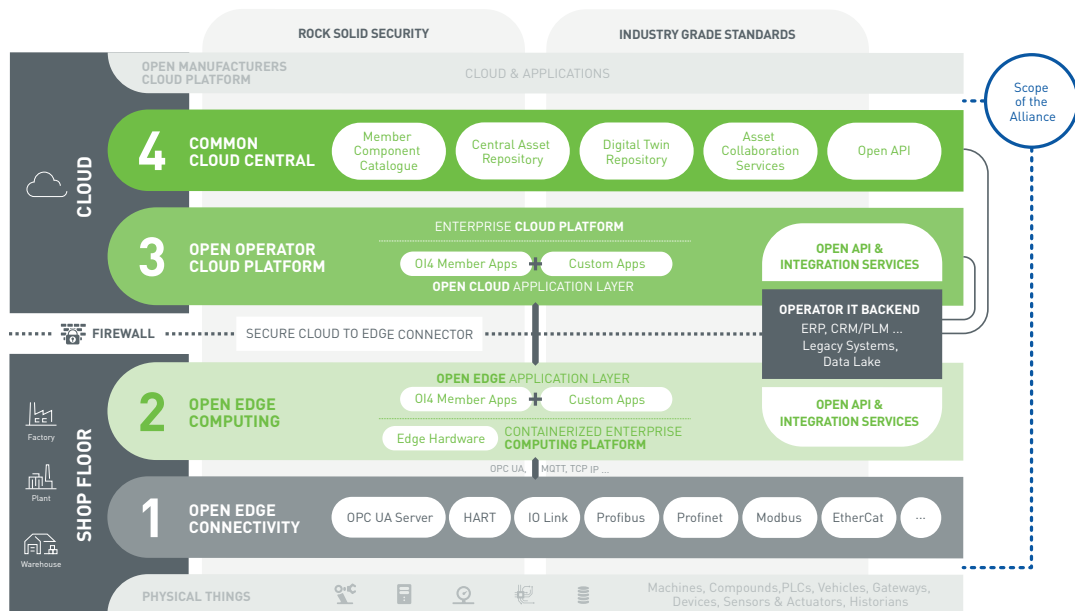 ROCK SOLID SECURITY
INDUSTRY GRADE STANDARDS
OPEN MANUFACTURERS
CLOUD PLATFORM
CLOUD & APPLICATIONS
Scope
of the
Alliance
CLOUD
4
COMMON
CLOUD CENTRAL
Member
Component
Catalogue
Central Asset
Repository
Digital Twin
Repository
Asset
Collaboration
Services
Open API
3
OPEN OPERATOR
CLOUD PLATFORM
ENTERPRISE CLOUD PLATFORM
OI4 Member Apps + Custom Apps
OPEN CLOUD APPLICATION LAYER
OPEN API &
INTEGRATION SERVICES
OPERATOR IT BACKEND
ERP, CRM/PLM ...
Legacy Systems,
Data Lake
FIREWALL
SECURE CLOUD TO EDGE CONNECTOR
SHOP FLOOR
Factory
Plant
Warehouse
2
OPEN EDGE
COMPUTING
OPEN EDGE APPLICATION LAYER
OI4 Member Apps + Custom Apps
Edge Hardware
CONTAINERIZED ENTERPRISE
COMPUTING PLATFORM
OPEN API &
INTEGRATION SERVICES
OPC UA, MQTT, TCP IP ...
1
OPEN EDGE
CONNECTIVITY
OPC UA Server
HART
IO Link
Profibus
Profinet
Modbus
EtherCat
...
PHYSICAL THINGS
Machines, Compounds,PLCs, Vehicles, Gateways,
Devices, Sensors & Actuators, Historians